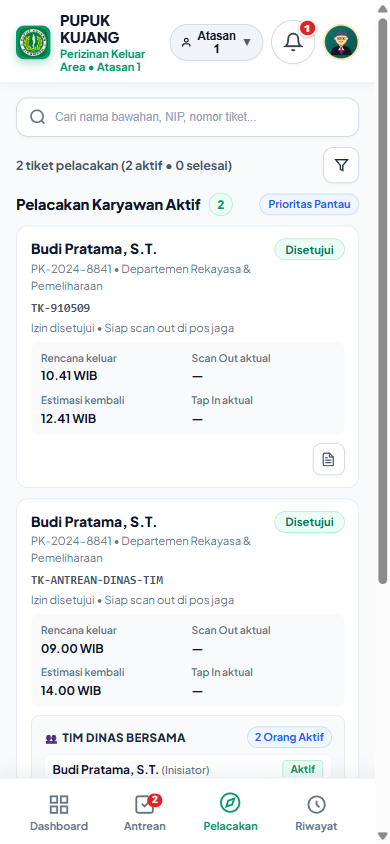 PUPUK
KUJANG
Perizinan Keluar
Area • Atasan 1
Atasan
1
▼
1
Cari nama bawahan, NIP, nomor tiket...
2 tiket pelacakan (2 aktif • 0 selesai)
Pelacakan Karyawan Aktif
2
Prioritas Pantau
Budi Pratama, S.T.
Disetujui
PK-2024-8841 • Departemen Rekayasa &
Pemeliharaan
TK-910509
Izin disetujui • Siap scan out di pos jaga
Rencana keluar
Scan Out aktual
10.41 WIB
—
Estimasi kembali
Tap In aktual
12.41 WIB
—
Budi Pratama, S.T.
Disetujui
PK-2024-8841 • Departemen Rekayasa &
Pemeliharaan
TK-ANTREAN-DINAS-TIM
Izin disetujui • Siap scan out di pos jaga
Rencana keluar
Scan Out aktual
09.00 WIB
—
Estimasi kembali
Tap In aktual
14.00 WIB
—
TIM DINAS BERSAMA
2 Orang Aktif
Budi Pratama, S.T. (Inisiator)
Aktif
Dashboard
2
Antrean
Pelacakan
Riwayat